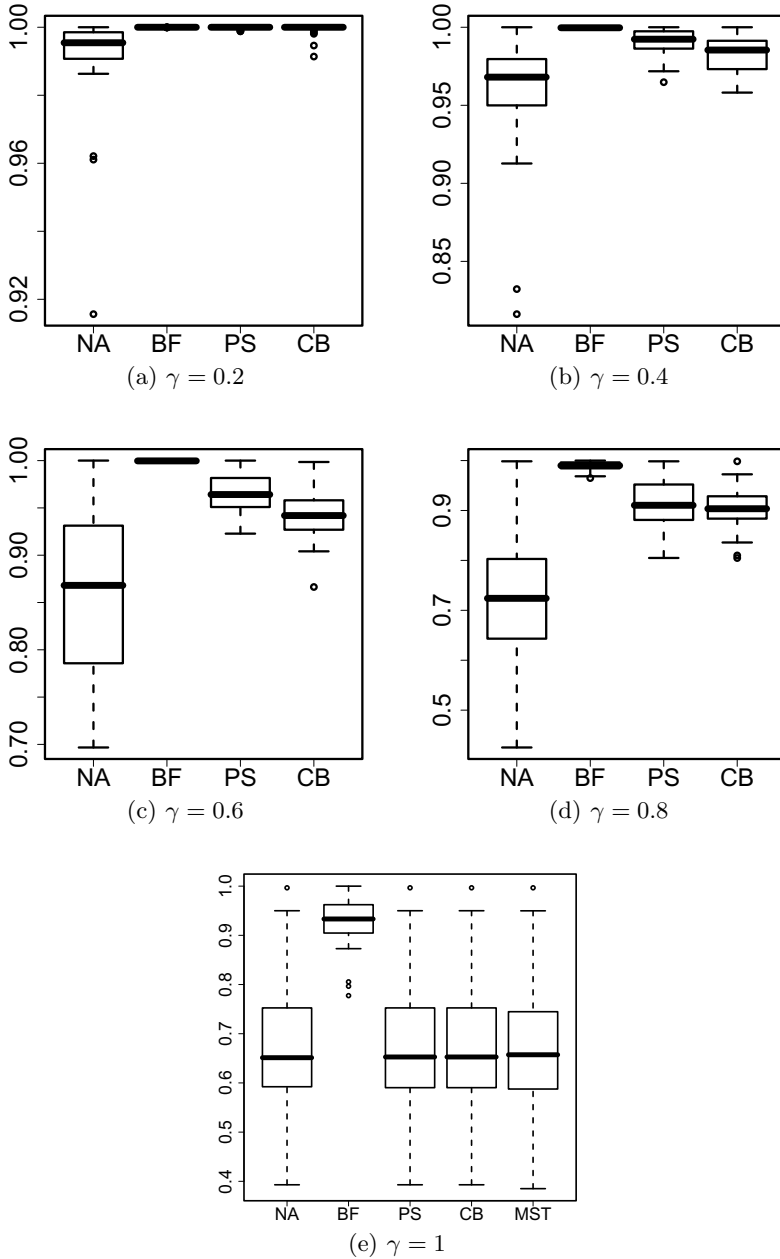 1.00
0.96
0.92
NA BF PS CB
(a) γ = 0.2
1.00
0.95
0.90
0.85
NA BF PS CB
(b) γ = 0.4
1.00
0.90
0.80
0.70
NA BF PS CB
(c) γ = 0.6
0.9
0.7
0.5
NA BF PS CB
(d) γ = 0.8
1.0
0.9
0.8
0.7
0.6
0.5
0.4
NA BF PS CB MST
(e) γ = 1